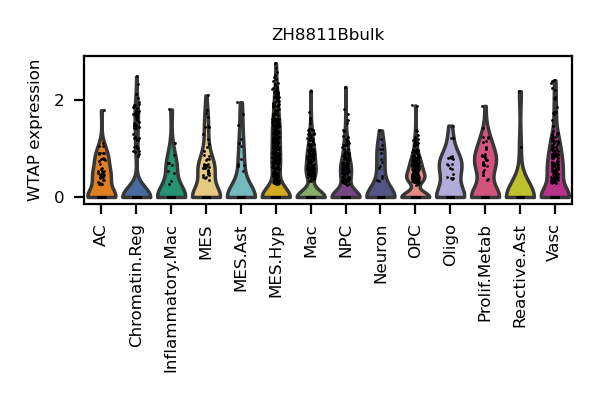 ZH8811Bbulk
WTAP expression
2
0
AC
Chromatin.Reg
Inflammatory.Mac
MES
MES.Ast
MES.Hyp
Mac
NPC
Neuron
OPC
Oligo
Prolif.Metab
Reactive.Ast
Vasc